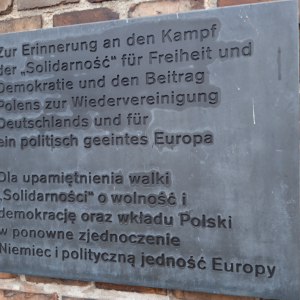 Zur Erinnerung an den Kampf
der „Solidarność“ für Freiheit und
Demokratie und den Beitrag
Polens zur Wiedervereinigung
Deutschlands und für
ein politisch geeintes Europa
Dla upamiętnienia walki
„Solidarności” o wolność i
demokrację oraz wkładu Polski
w ponowne zjednoczenie
Niemiec i polityczną jedność Europy